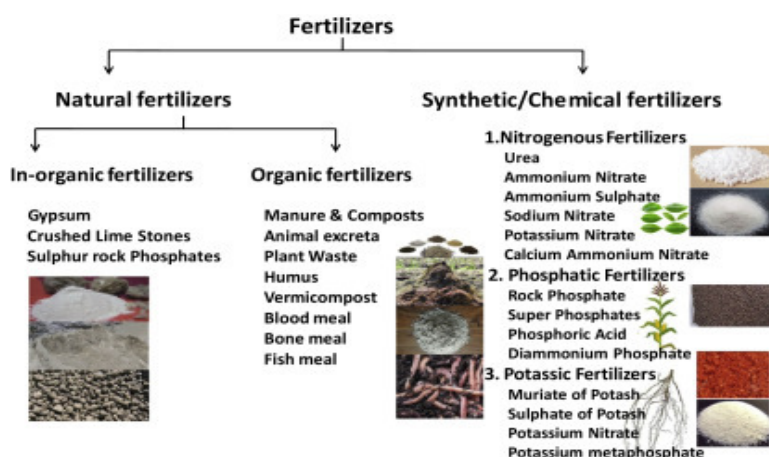 Fertilizers
Natural fertilizers
Synthetic/Chemical fertilizers
In-organic fertilizers
Gypsum
Crushed Lime Stones
Sulphur rock Phosphates
Organic fertilizers
Manure & Composts
Animal excreta
Plant Waste
Humus
Vermicompost
Blood meal
Bone meal
Fish meal
1.Nitrogenous Fertilizers
Urea
Ammonium Nitrate
Ammonium Sulphate
Sodium Nitrate
Potassium Nitrate
Calcium Ammonium Nitrate
2. Phosphatic Fertilizers
Rock Phosphate
Super Phosphates
Phosphoric Acid
Diammonium Phosphate
3. Potassic Fertilizers
Muriate of Potash
Sulphate of Potash
Potassium Nitrate
Potassium metaphosphate